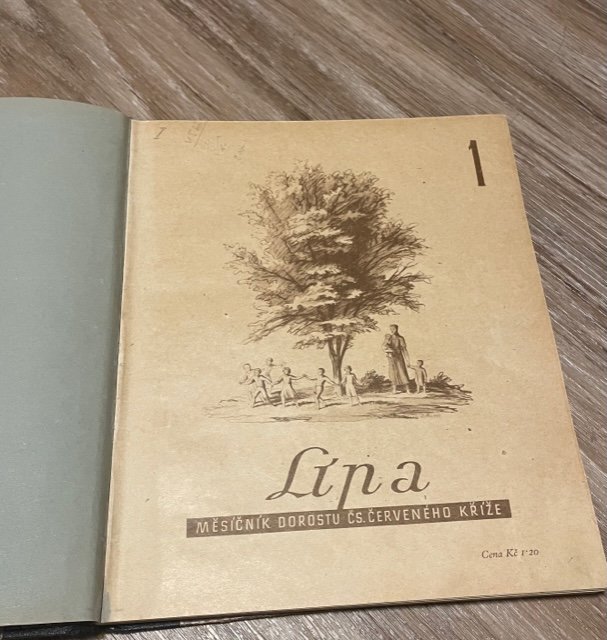 1
Lípa
MĚSÍČNÍK DOROSTU ČS. ČERVENÉHO KŘÍŽE
Cena Kč 1·20